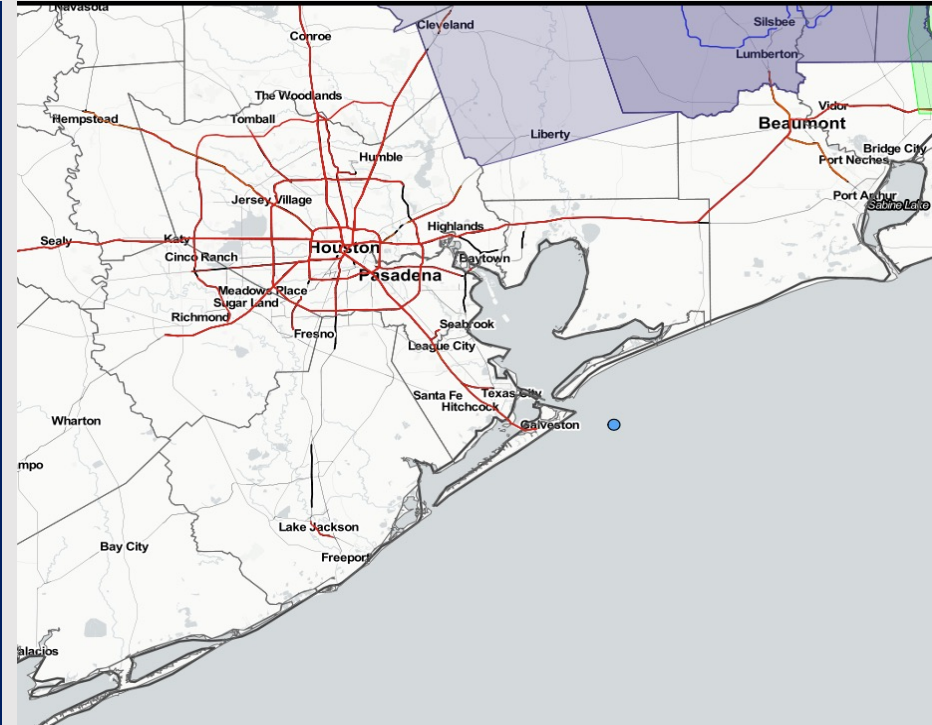 Navasota
Cleveland
Silsbee
Conroe
Lumberton
The Woodlands
Vidor
Hempstead
Tomball
Beaumont
Liberty
Bridge City
Humble
Port Neches
Port Arthur
Jersey Village
Sabine Lake
Highlands
Sealy
Katy
Houston
Cinco Ranch
Baytown
Pasadena
Meadows Place
Sugar Land
Richmond
Seabrook
Fresno
League City
Santa Fe
Texas City
Hitchcock
Wharton
Galveston
mpo
Lake Jackson
Bay City
Freeport
alacios